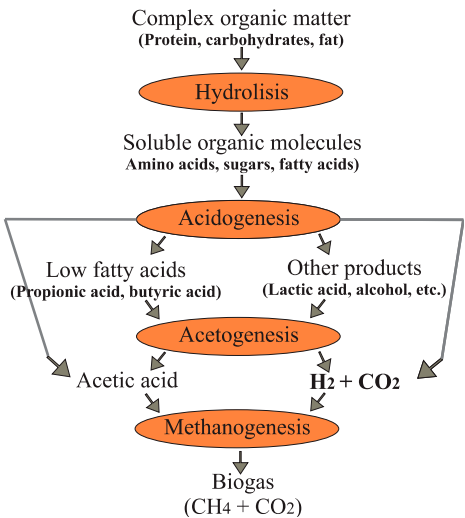 Complex organic matter
(Protein, carbohydrates, fat)
Hydrolisis
Soluble organic molecules
Amino acids, sugars, fatty acids)
Acidogenesis
Low fatty acids
(Propionic acid, butyric acid)
Other products
(Lactic acid, alcohol, etc.)
Acetogenesis
Acetic acid
H2 + CO2
Methanogenesis
Biogas
(CH4 + CO2)